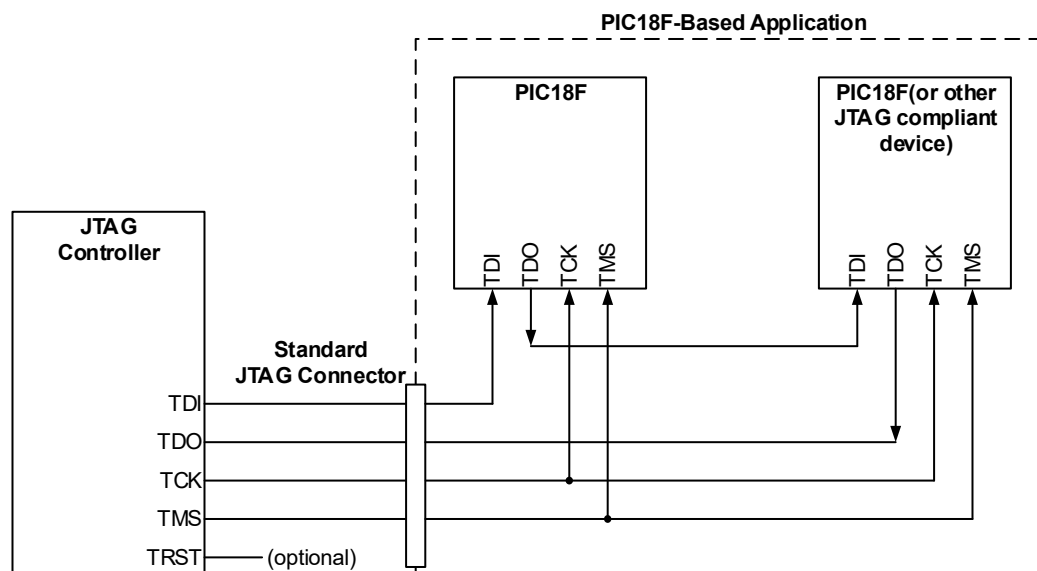 PIC18F-Based Application
PIC18F
PIC18F(or other
JTAG compliant
device)
TDI
TDO
TCK
TMS
TDI
TDO
TCK
TMS
JTAG
Controller
Standard
JTAG Connector
TDI
TDO
TCK
TMS
TRST
(optional)